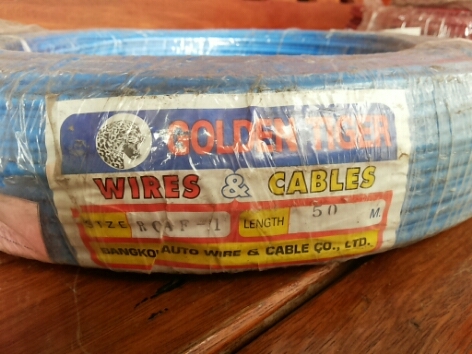 GOLDEN TIGER
WIRES & CABLES
SIZE LENGTH 50 M.
AUTO WIRE & CABLE CO., LTD.